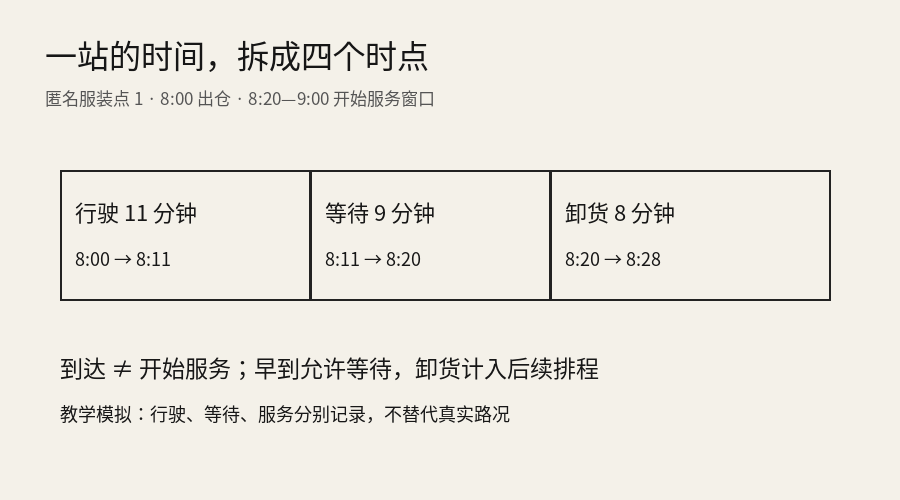 一站的时间，拆成四个时点
匿名服装点 1 · 8:00 出仓 · 8:20—9:00 开始服务窗口
行驶 11 分钟
8:00 → 8:11
等待 9 分钟
8:11 → 8:20
卸货 8 分钟
8:20 → 8:28
到达 ≠ 开始服务；早到允许等待，卸货计入后续排程
教学模拟：行驶、等待、服务分别记录，不替代真实路况